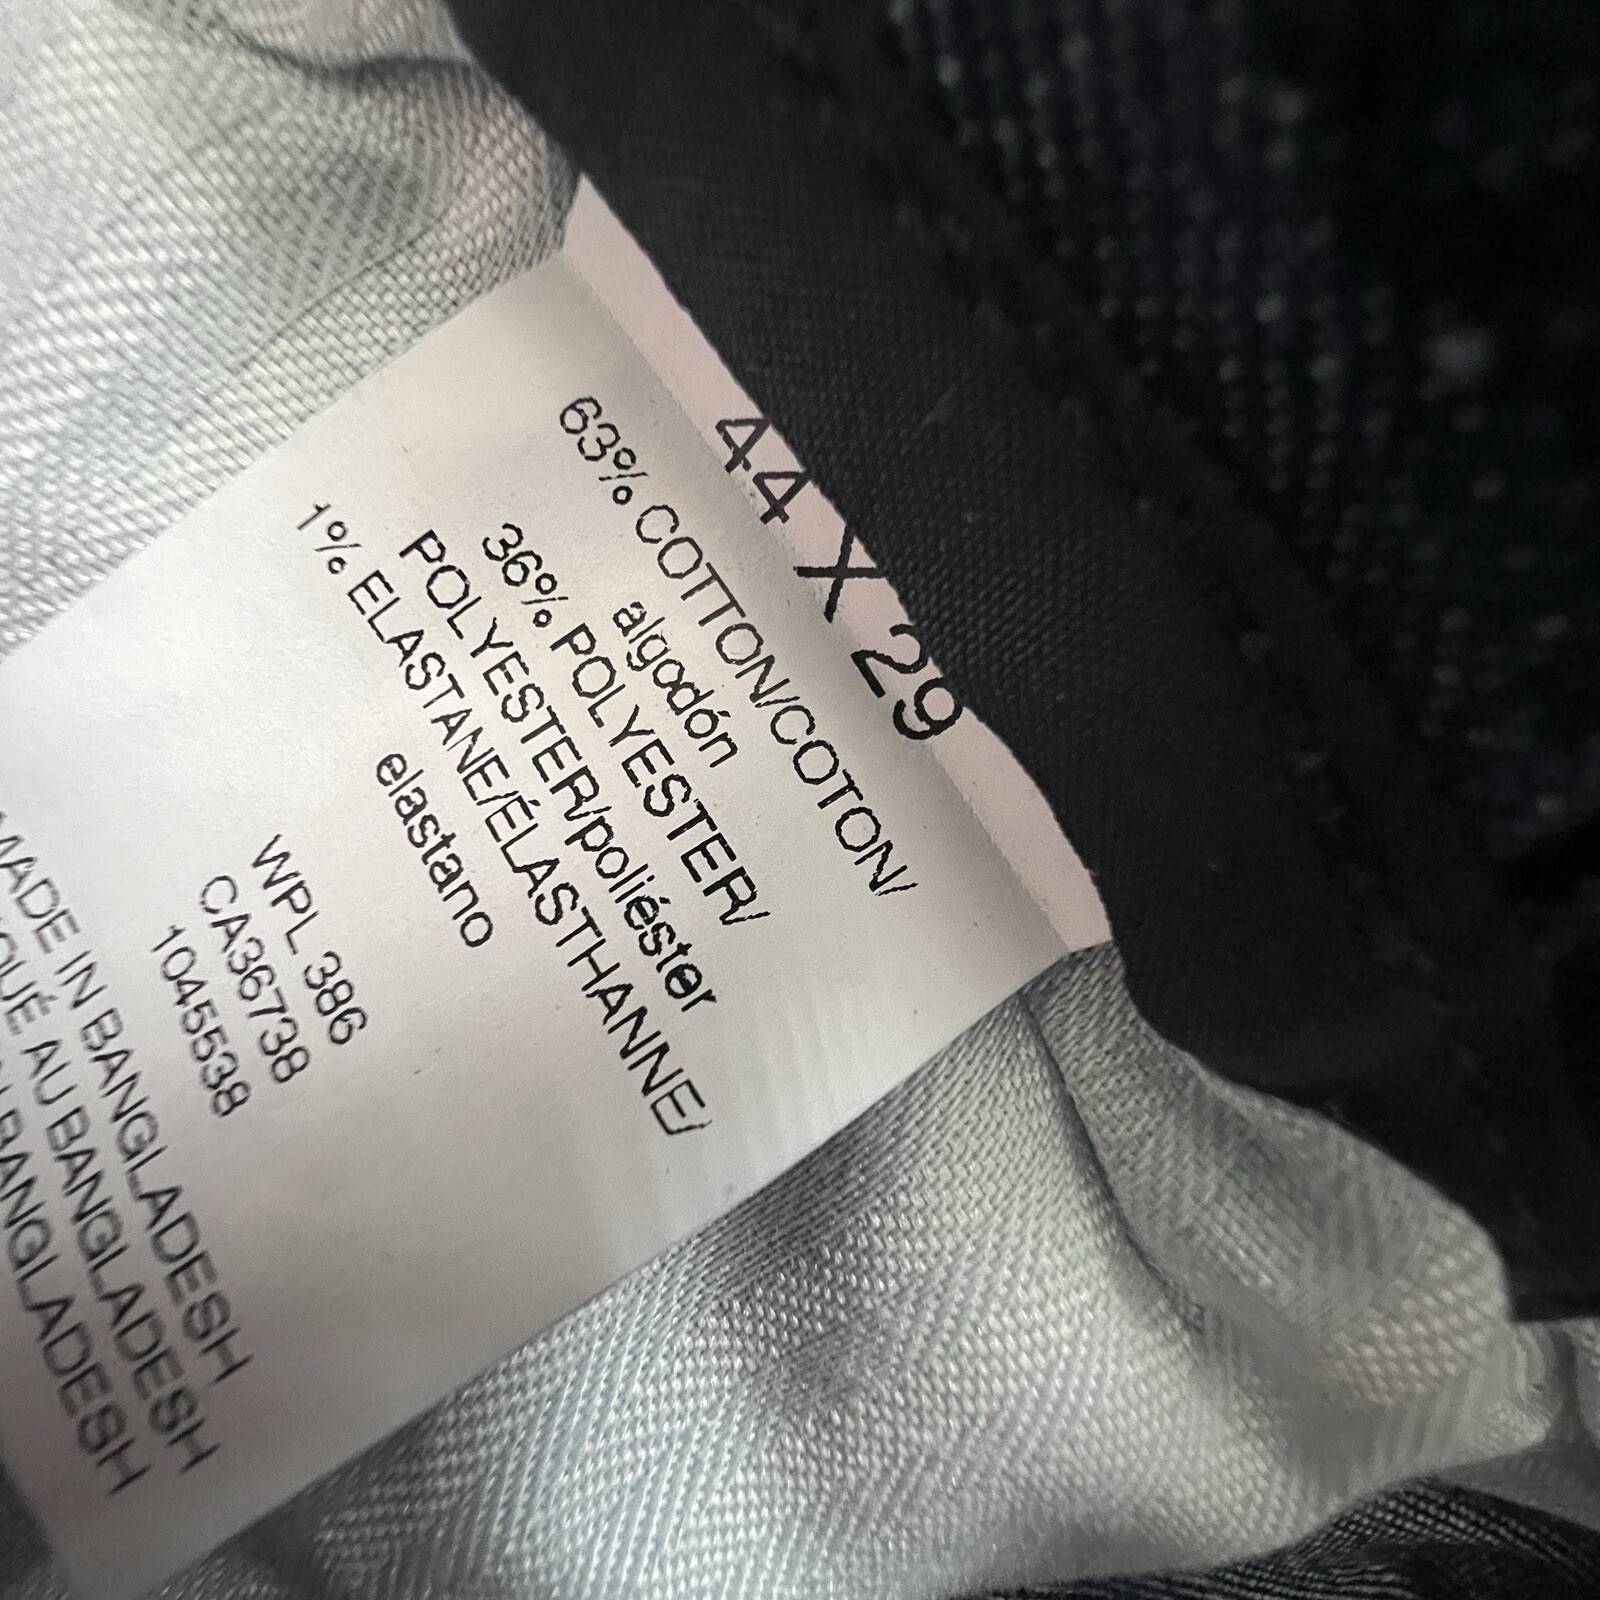 44 X 29
63% COTTON/COTON/
algodón
36% POLYESTER/
POLYESTER/poliéster
1% ELASTANE/ÉLASTHANNE/
elastano
WPL 386
CA36738
1045538
MADE IN BANGLADESH
AU BANGLADESH
BANGLADESH